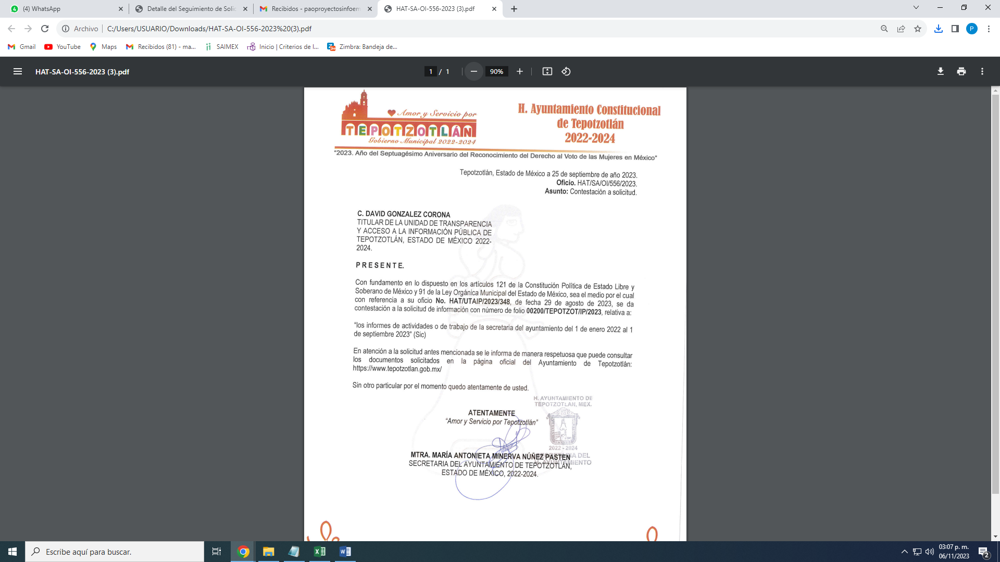 (4) WhatsApp
Detalle del Seguimiento de Solic
Recibidos - paoproyectosinfoem
HAT-SA-OI-556-2023 (3).pdf
Archivo
C:/Users/USUARIO/Downloads/HAT-SA-OI-556-2023%20(3).pdf
P
Gmail
YouTube
Maps
Recibidos (81) - ma...
SAIMEX
Inicio | Criterios de I...
Zimbra: Bandeja de...
HAT-SA-OI-556-2023 (3).pdf
1 / 1
90%
Amor y Servicio por
TEPOTZOTLÁN
Gobierno Municipal 2022-2024
H. Ayuntamiento Constitucional
de Tepotzotlán
2022-2024
"2023. Año del Septuagésimo Aniversario del Reconocimiento del Derecho al Voto de las Mujeres en México"
Tepotzotlán, Estado de México a 25 de septiembre de año 2023.
Oficio. HAT/SA/OI/556/2023.
Asunto: Contestación a solicitud.
C. DAVID GONZALEZ CORONA
TITULAR DE LA UNIDAD DE TRANSPARENCIA
Y ACCESO A LA INFORMACIÓN PÚBLICA DE
TEPOTZOTLÁN, ESTADO DE MÉXICO 2022-
2024.
P R E S E N T E.
Con fundamento en lo dispuesto en los artículos 121 de la Constitución Política de Estado Libre y
Soberano de México y 91 de la Ley Orgánica Municipal del Estado de México, sea el medio por el cual
con referencia a su oficio No. HAT/UTAIP/2023/348, de fecha 29 de agosto de 2023, se da
contestación a la solicitud de información con número de folio 00200/TEPOTZOT/IP/2023, relativa a:
"los informes de actividades o de trabajo de la secretaria del ayuntamiento del 1 de enero 2022 al 1
de septiembre 2023" (Sic)
En atención a la solicitud antes mencionada se le informa de manera respetuosa que puede consultar
los documentos solicitados en la página oficial del Ayuntamiento de Tepotzotlán:
https://www.tepotzotlan.gob.mx/
Sin otro particular por el momento quedo atentamente de usted.
H. AYUNTAMIENTO DE
TEPOTZOTLAN, MEX.
ATENTAMENTE
"Amor y Servicio por Tepotzotlán"
2022 - 2024
SECRETARIA DEL
H. AYUNTAMIENTO
MTRA. MARÍA ANTONIETA MINERVA NÚÑEZ PASTEN
SECRETARIA DEL AYUNTAMIENTO DE TEPOTZOTLÁN,
ESTADO DE MÉXICO, 2022-2024.
Escribe aquí para buscar.
03:07 p. m.
06/11/2023
2